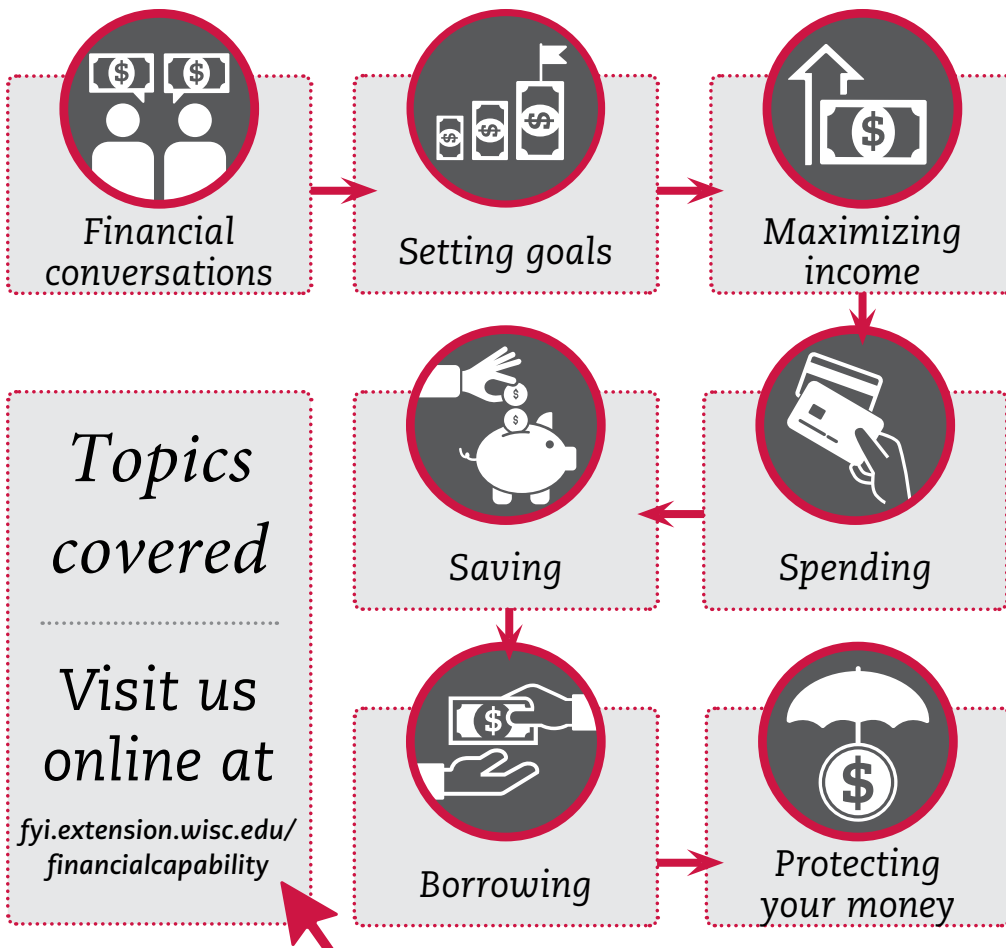 Financial
conversations
Setting goals
Maximizing
income
Spending
Saving
Borrowing
Protecting
your money
Topics
covered
Visit us
online at
fyi.extension.wisc.edu/
financialcapability